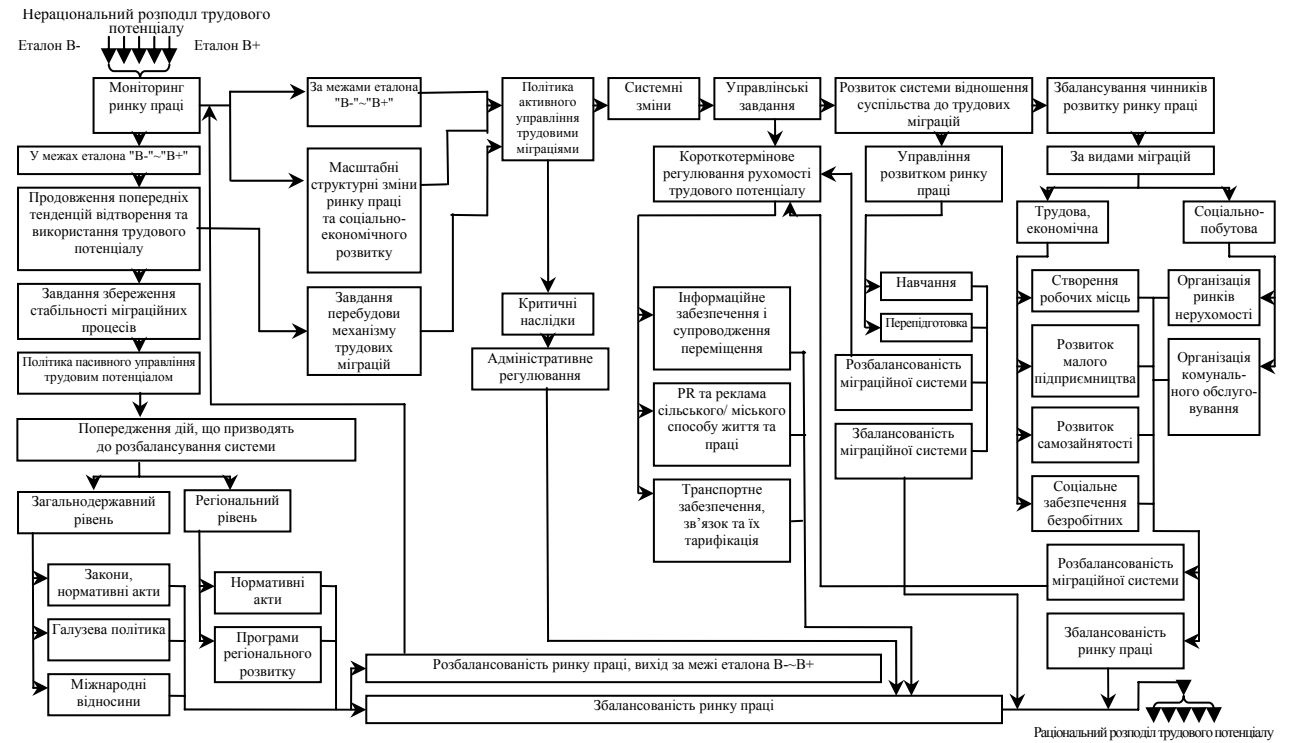 Нераціональний розподіл трудового
потенціалу
Еталон В-
Еталон В+
Моніторинг
ринку праці
За межами еталона
"В-"~"В+"
Політика
активного
управління
трудовими
міграціями
Системні
зміни
Управлінські
завдання
Розвиток системи відношення
суспільства до трудових
міграцій
Збалансування чинників
розвитку ринку праці
У межах еталона "В-"~"В+"
Масштабні
структурні зміни
ринку праці
та соціально-
економічного
розвитку
Короткотермінове
регулювання рухомості
трудового потенціалу
Управління
розвитком ринку
праці
За видами міграцій
Продовження попередніх
тенденцій відтворення та
використання трудового
потенціалу
Трудова,
економічна
Соціально-
побутова
Завдання збереження
стабільності міграційних
процесів
Завдання
перебудови
механізму
трудових
міграцій
Критичні
наслідки
Інформаційне
забезпечення і
супроводження
переміщення
Навчання
Перепідготовка
Створення
робочих місць
Організація
ринків
нерухомості
Політика пасивного управління
трудовим потенціалом
Адміністративне
регулювання
Розбалансованість
міграційної системи
Розвиток
малого
підприємництва
Організація
комуналь-
ного обслуго-
вування
PR та реклама
сільського/ міського
способу життя та
праці
Попередження дій, що призводять
до розбалансування системи
Збалансованість
міграційної системи
Розвиток
самозайнятості
Загальнодержавний
рівень
Регіональний
рівень
Транспортне
забезпечення,
зв’язок та їх
тарифікація
Соціальне
забезпечення
безробітних
Закони,
нормативні акти
Нормативні
акти
Розбалансованість
міграційної системи
Галузева політика
Програми
регіонального
розвитку
Збалансованість
ринку праці
Розбалансованість ринку праці, вихід за межі еталона В-~В+
Міжнародні
відносини
Збалансованість ринку праці
Раціональний розподіл трудового потенціалу